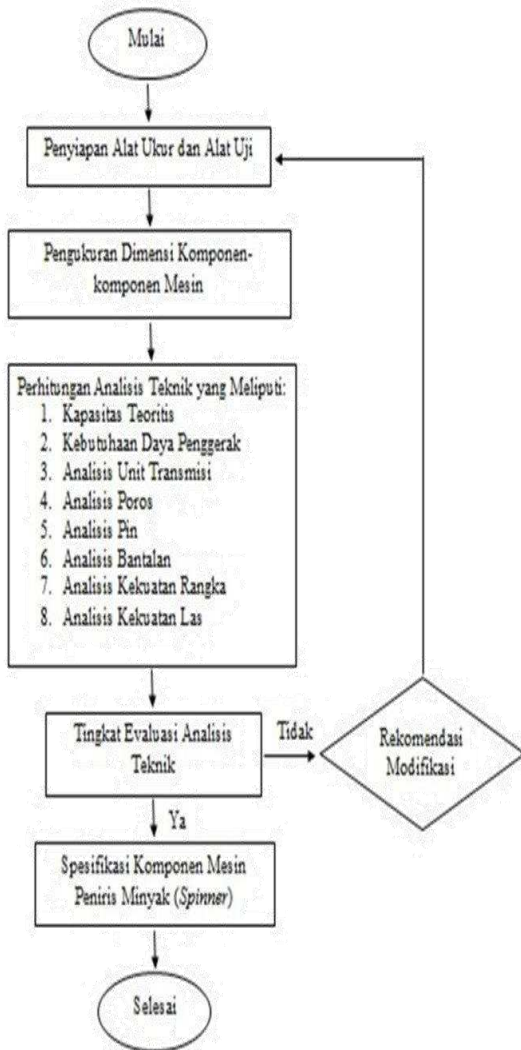 Mulai
Penyiapan Alat Ukur dan Alat Uji
Pengukuran Dimensi Komponen-
komponen Mesin
Perhitungan Analisis Teknik yang Meliputi:
1. Kapasitas Teoritis
2. Kebutuhaan Daya Penggerak
3. Analisis Unit Transmisi
4. Analisis Poros
5. Analisis Pin
6. Analisis Bantalan
7. Analisis Kekuatan Rangka
8. Analisis Kekuatan Las
Tingkat Evaluasi Analisis
Teknik
Tidak
Rekomendasi
Modifikasi
Ya
Spesifikasi Komponen Mesin
Peniris Minyak (Spinner)
Selesai